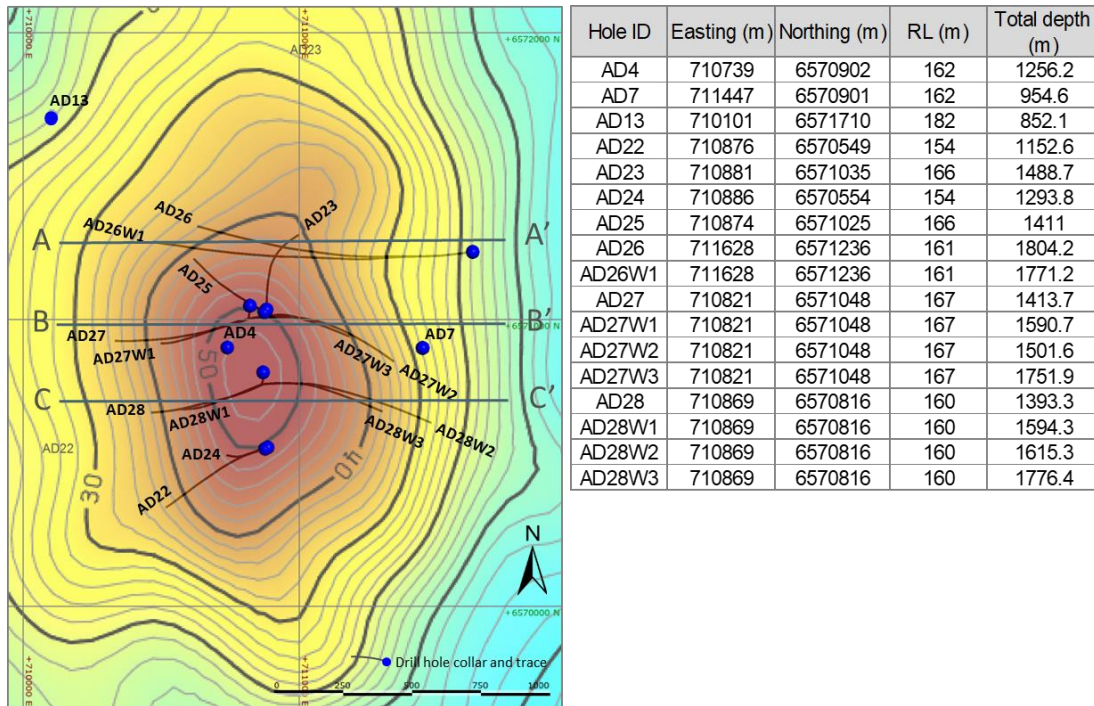 +710000 E
+711000 E
+6572000 N
AD23
AD13
AD26
AD23
AD26W1
A A'
AD25
B B'
+6571000 N
AD27
AD4
AD7
AD27W1
AD27W3
AD27W2
50
C C'
AD28
AD28W1
AD28W3
AD28W2
AD22
AD24
40
30
AD22
N
+6570000 N
Drill hole collar and trace
+710000 E
+711000 E
0 250 500 750 1000
Hole ID Easting (m) Northing (m) RL (m) Total depth
(m)
AD4 710739 6570902 162 1256.2
AD7 711447 6570901 162 954.6
AD13 710101 6571710 182 852.1
AD22 710876 6570549 154 1152.6
AD23 710881 6571035 166 1488.7
AD24 710886 6570554 154 1293.8
AD25 710874 6571025 166 1411
AD26 711628 6571236 161 1804.2
AD26W1 711628 6571236 161 1771.2
AD27 710821 6571048 167 1413.7
AD27W1 710821 6571048 167 1590.7
AD27W2 710821 6571048 167 1501.6
AD27W3 710821 6571048 167 1751.9
AD28 710869 6570816 160 1393.3
AD28W1 710869 6570816 160 1594.3
AD28W2 710869 6570816 160 1615.3
AD28W3 710869 6570816 160 1776.4